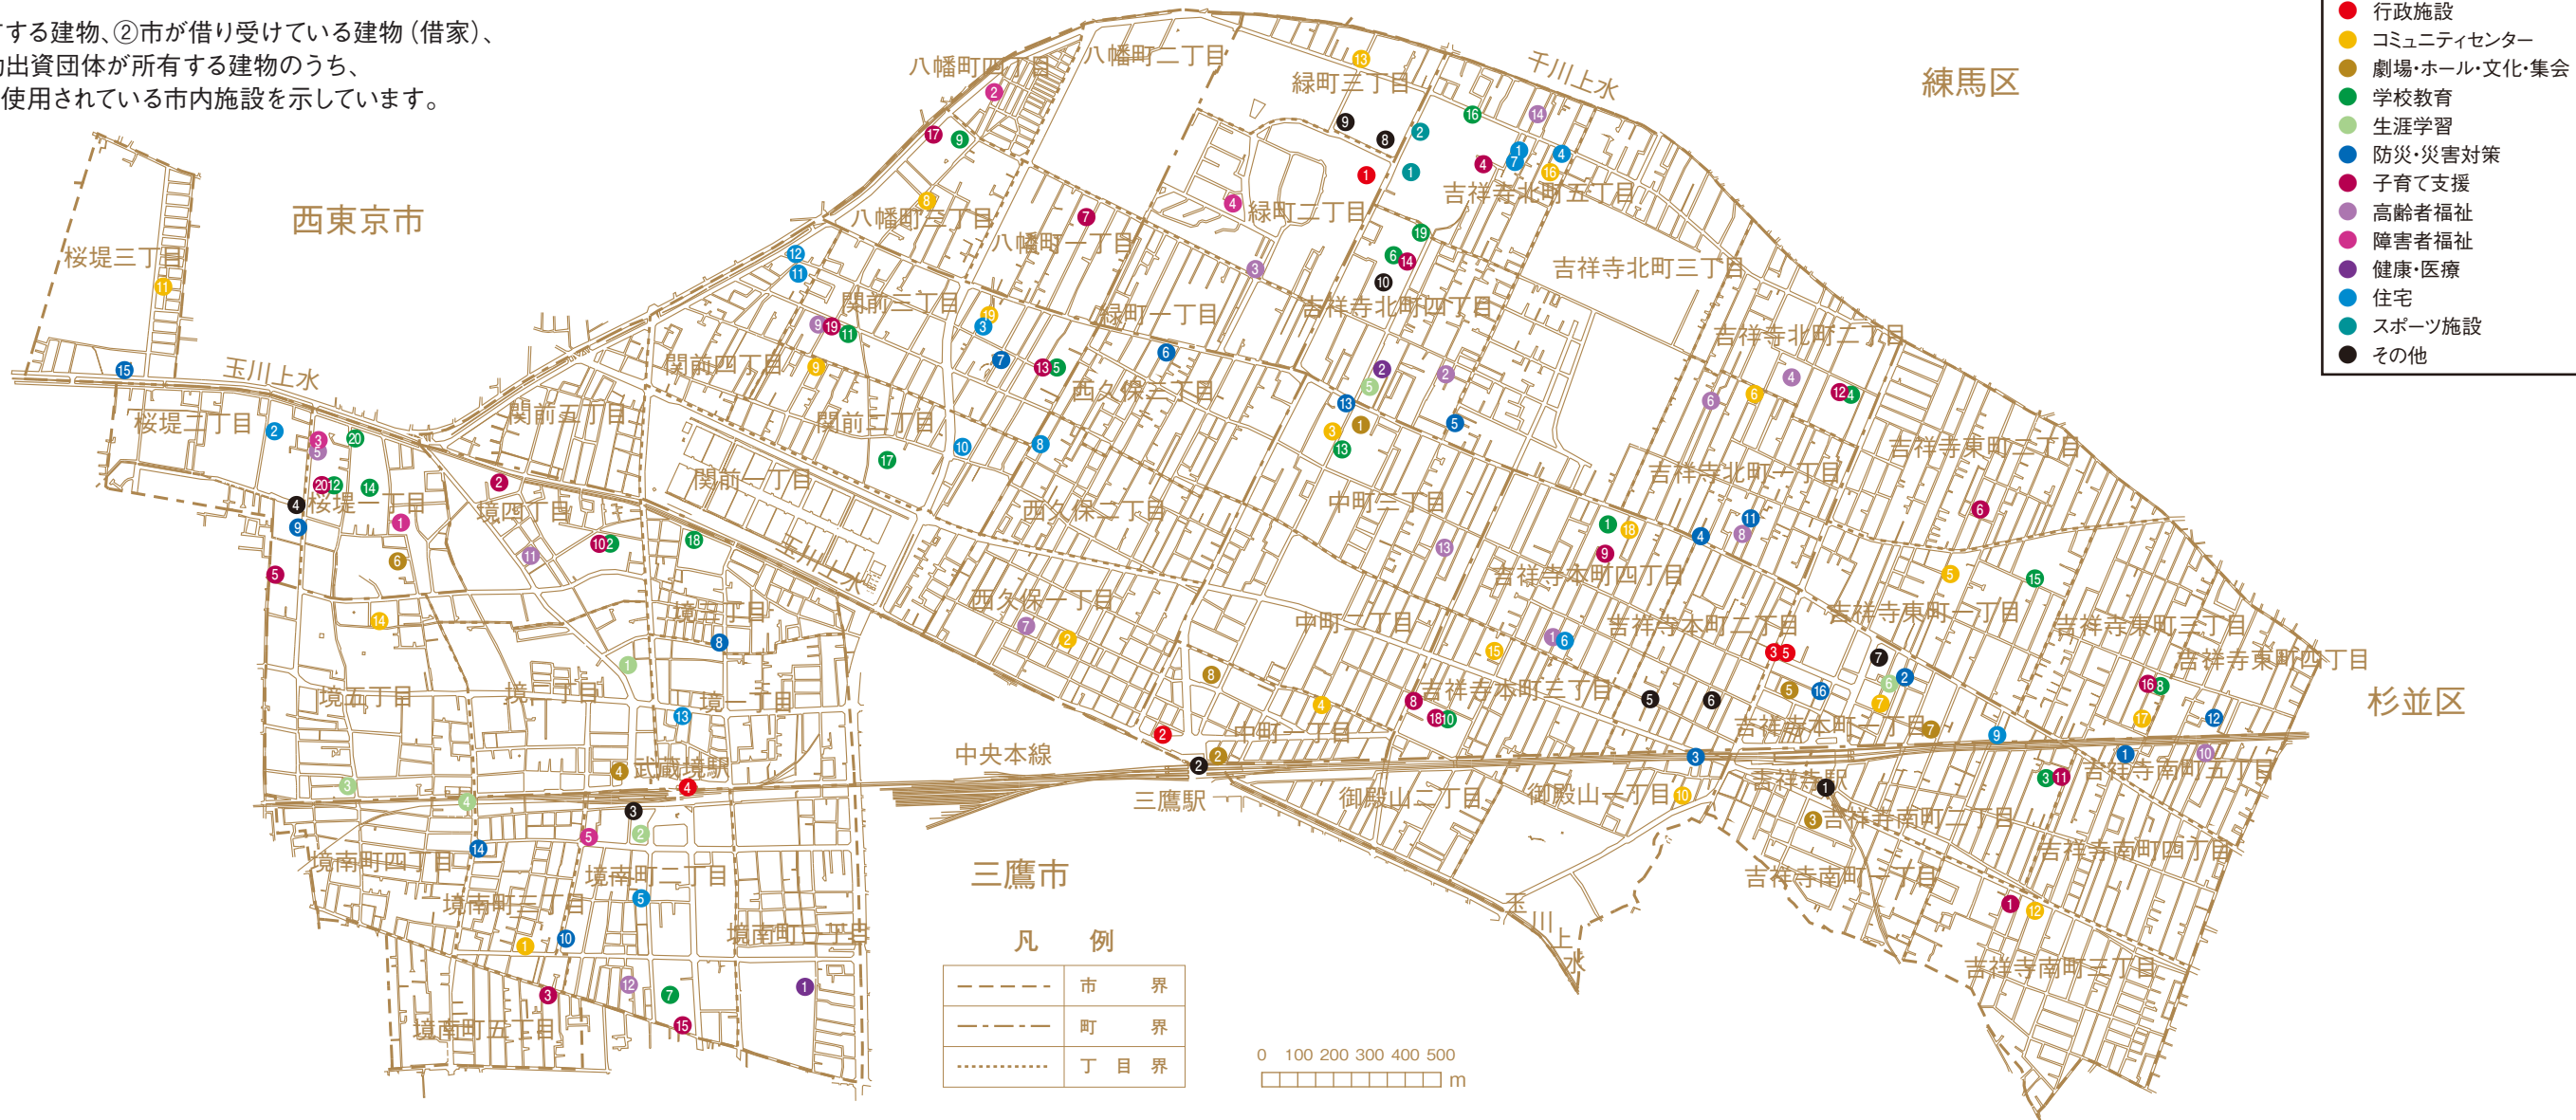 する建物、②市が借り受けている建物（借家）、
出資団体が所有する建物のうち、
使用されている市内施設を示しています。
行政施設
コミュニティセンター
劇場・ホール・文化・集会
学校教育
生涯学習
防災・災害対策
子育て支援
高齢者福祉
障害者福祉
健康・医療
住宅
スポーツ施設
その他
練馬区
西東京市
杉並区
三鷹市
千川上水
八幡町四丁目
八幡町二丁目
緑町三丁目
八幡町三丁目
八幡町一丁目
緑町二丁目
吉祥寺北町五丁目
吉祥寺北町三丁目
桜堤三丁目
関前三丁目
緑町一丁目
吉祥寺北町四丁目
吉祥寺北町二丁目
玉川上水
関前四丁目
西久保三丁目
桜堤二丁目
関前五丁目
関前二丁目
吉祥寺東町二丁目
吉祥寺北町一丁目
関前一丁目
桜堤一丁目
境四丁目
西久保二丁目
中町三丁目
玉川上水
吉祥寺本町四丁目
西久保一丁目
境三丁目
中町二丁目
吉祥寺本町二丁目
吉祥寺東町一丁目
吉祥寺東町三丁目
吉祥寺東町四丁目
境五丁目
境二丁目
境一丁目
吉祥寺本町三丁目
中町一丁目
吉祥寺本町一丁目
武蔵境駅
中央本線
三鷹駅
御殿山二丁目
御殿山一丁目
吉祥寺駅
吉祥寺南町五丁目
吉祥寺南町二丁目
吉祥寺南町四丁目
吉祥寺南町一丁目
吉祥寺南町三丁目
境南町四丁目
境南町二丁目
境南町三丁目
境南町一丁目
境南町五丁目
玉川上水
凡　例
市　界
町　界
丁目界
0 100 200 300 400 500
m